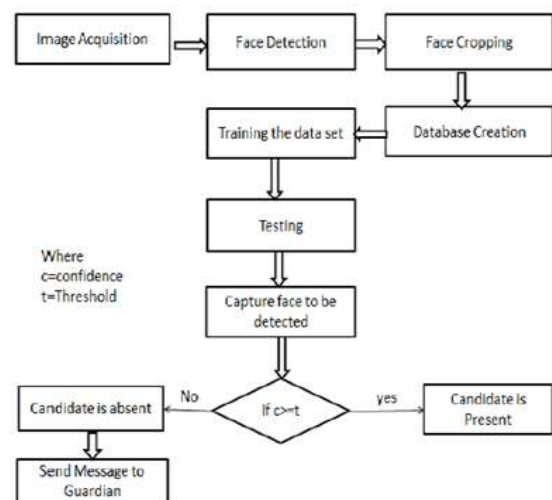 Image Acquisition
Face Detection
Face Cropping
Training the data set
Database Creation
Testing
Where
c=confidence
t=Threshold
Capture face to be
detected
No
If c>=t
yes
Candidate is absent
Candidate is
Present
Send Message to
Guardian